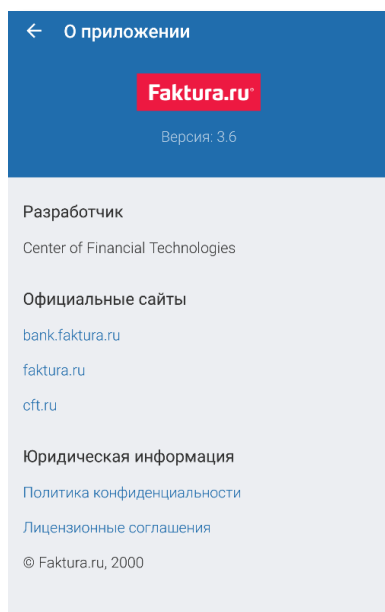 О приложении
Faktura.ru
Версия: 3.6
Разработчик
Center of Financial Technologies
Официальные сайты
bank.faktura.ru
faktura.ru
cft.ru
Юридическая информация
Политика конфиденциальности
Лицензионные соглашения
© Faktura.ru, 2000